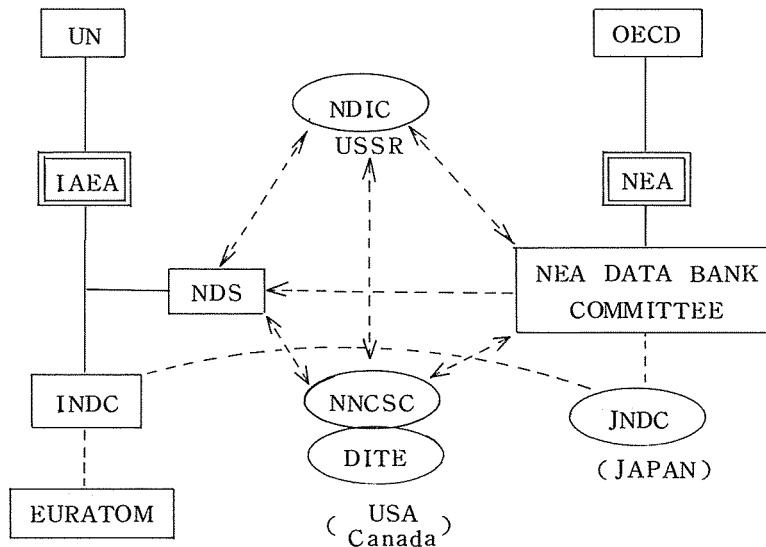 UN
OECD
NDIC
USSR
IAEA
NEA
NDS
NEA DATA BANK
COMMITTEE
INDC
NNCSC
JNDC
DITE
(JAPAN)
EURATOM
( USA
Canada )